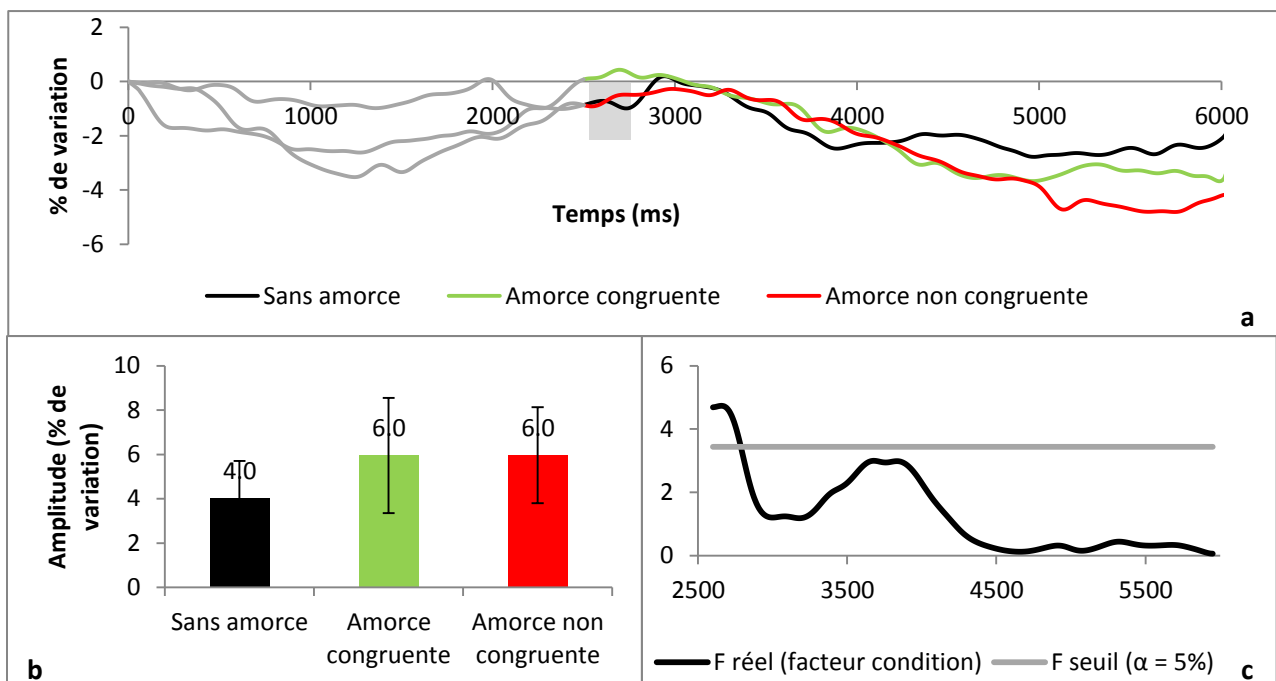 2
0
-2
-4
-6
% de variation
0 1000 2000 3000 4000 5000 6000
Temps (ms)
Sans amorce Amorce congruente Amorce non congruente
a
10
8
6
4
2
0
Amplitude (% de
variation)
4.0 6.0 6.0
Sans amorce Amorce Amorce non
congruente congruente
b
6
4
2
0
2500 3500 4500 5500
F réel (facteur condition) F seuil (α = 5%)
c